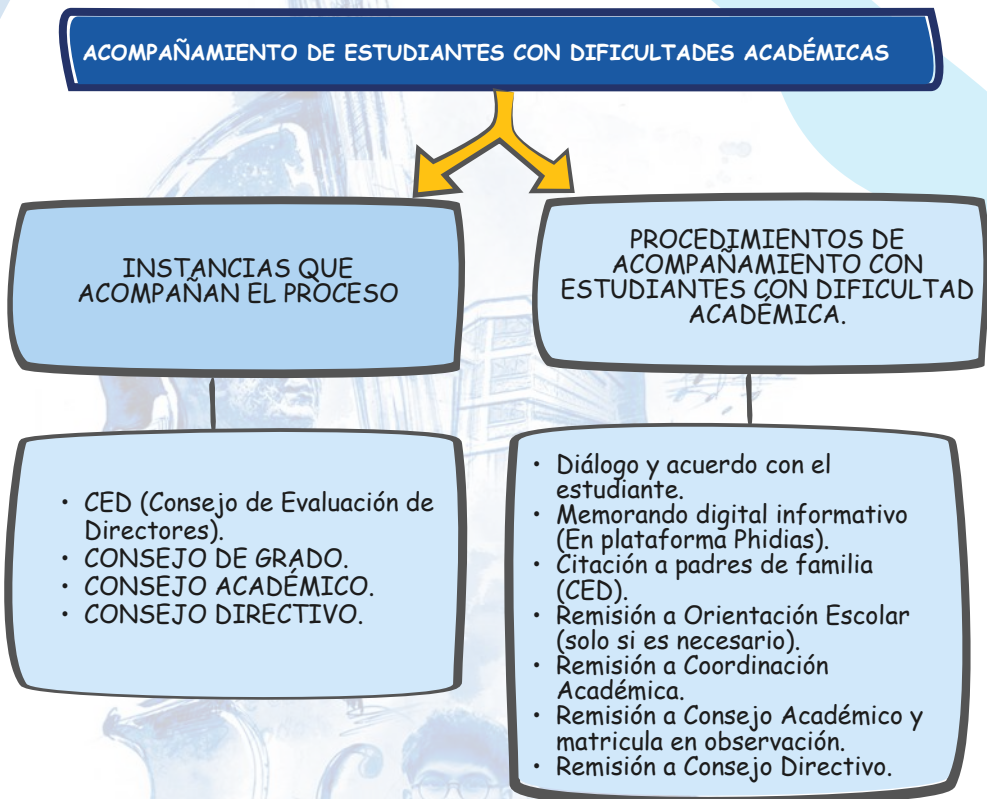 ACOMPAÑAMIENTO DE ESTUDIANTES CON DIFICULTADES ACADÉMICAS
INSTANCIAS QUE
ACOMPAÑAN EL PROCESO
· CED (Consejo de Evaluación de
Directores).
· CONSEJO DE GRADO.
· CONSEJO ACADÉMICO.
· CONSEJO DIRECTIVO.
PROCEDIMIENTOS DE
ACOMPAÑAMIENTO CON
ESTUDIANTES CON DIFICULTAD
ACADÉMICA.
· Diálogo y acuerdo con el
estudiante.
· Memorando digital informativo
(En plataforma Phidias).
· Citación a padres de familia
(CED).
· Remisión a Orientación Escolar
(solo si es necesario).
· Remisión a Coordinación
Académica.
· Remisión a Consejo Académico y
matricula en observación.
· Remisión a Consejo Directivo.